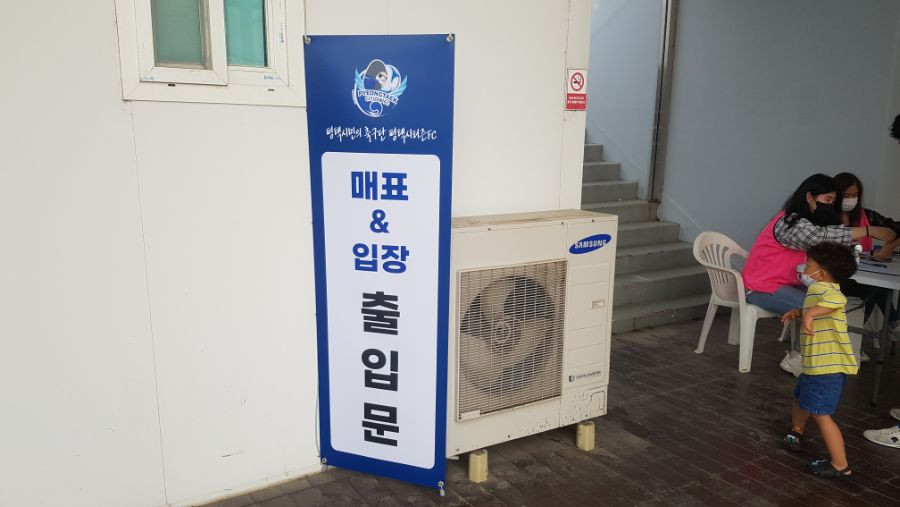 PYEONGTAEK
CITIZEN FC
평택시민의 축구단 평택시티즌FC
매표
&
입장
출
입
문
SAMSUNG